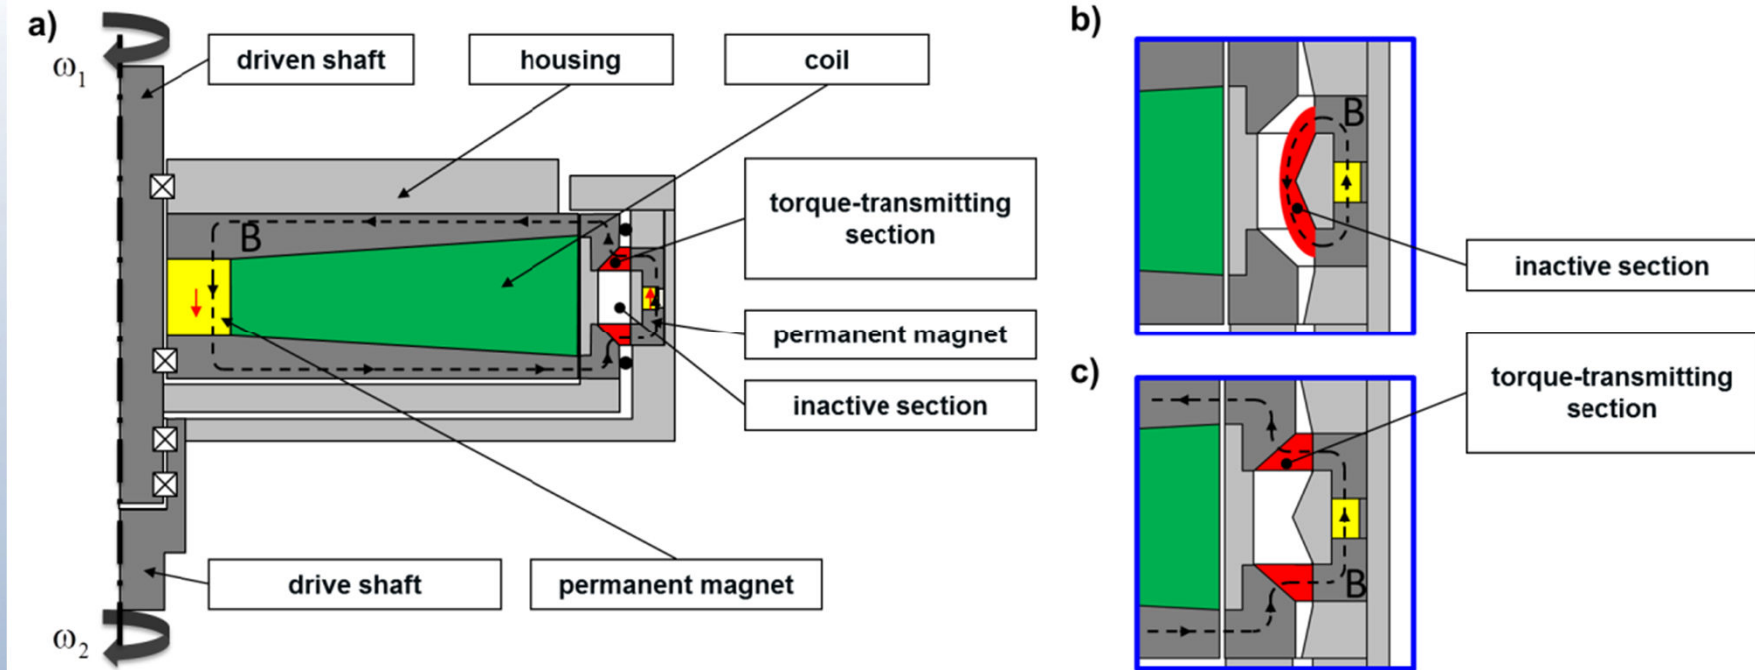 a)
ω1
driven shaft
housing
coil
B
torque-transmitting
section
permanent magnet
inactive section
drive shaft
permanent magnet
ω2
b)
B
inactive section
c)
torque-transmitting
section
B